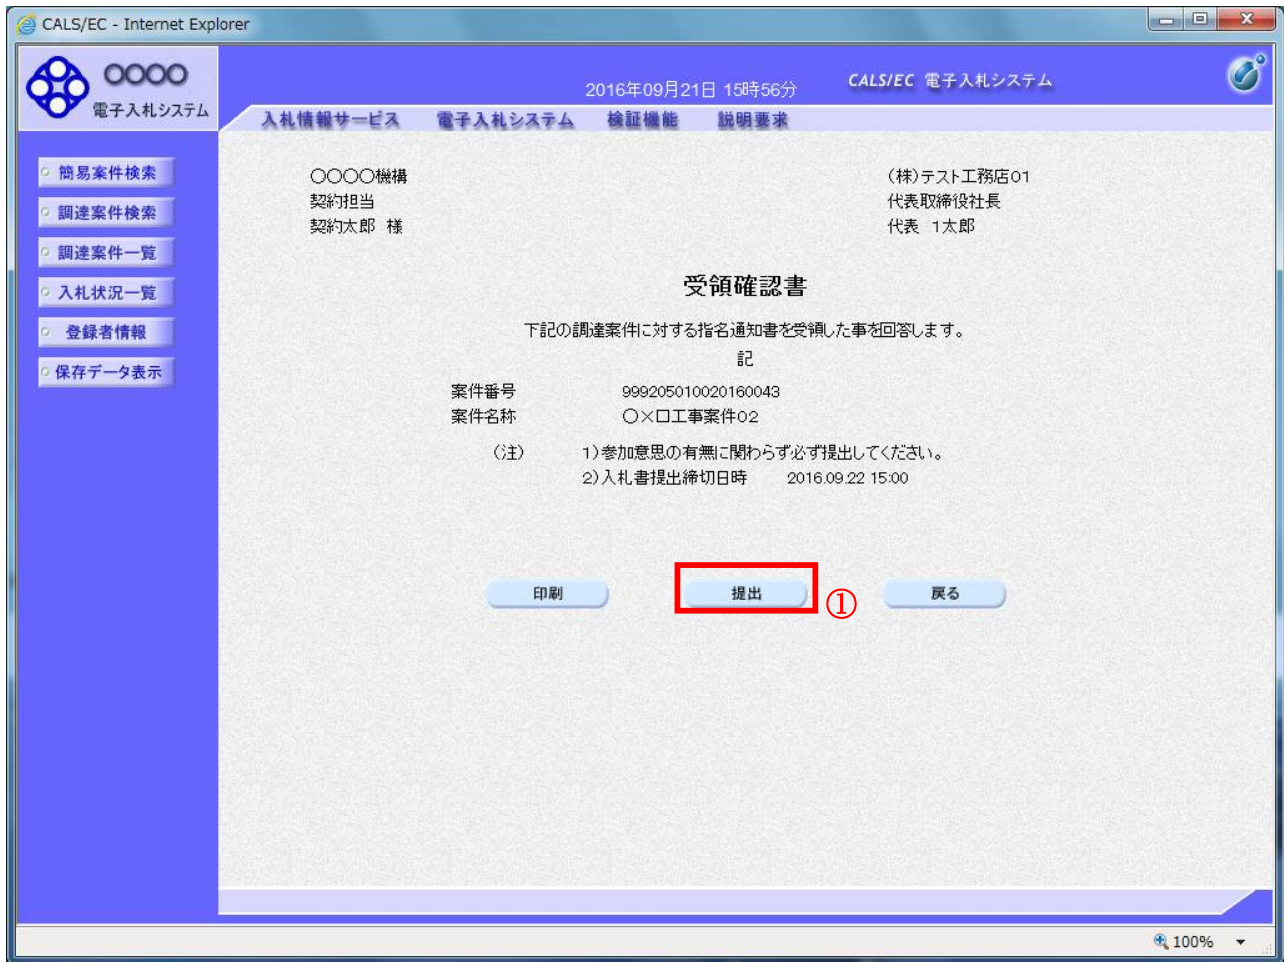 CALS/EC - Internet Explorer
〇〇〇〇
電子入札システム
2016年09月21日 15時56分
CALS/EC 電子入札システム
入札情報サービス 電子入札システム 検証機能 説明要求
簡易案件検索
調達案件検索
調達案件一覧
入札状況一覧
登録者情報
保存データ表示
〇〇〇〇機構
契約担当
契約太郎 様
(株)テスト工務店01
代表取締役社長
代表 1太郎
受領確認書
下記の調達案件に対する指名通知書を受領した事を回答します。
記
案件番号 999205010020160043
案件名称 〇×口工事案件02
(注) 1)参加意思の有無に関わらず必ず提出してください。
2)入札書提出締切日時 2016.09.22 15:00
印刷 提出 ① 戻る
100%